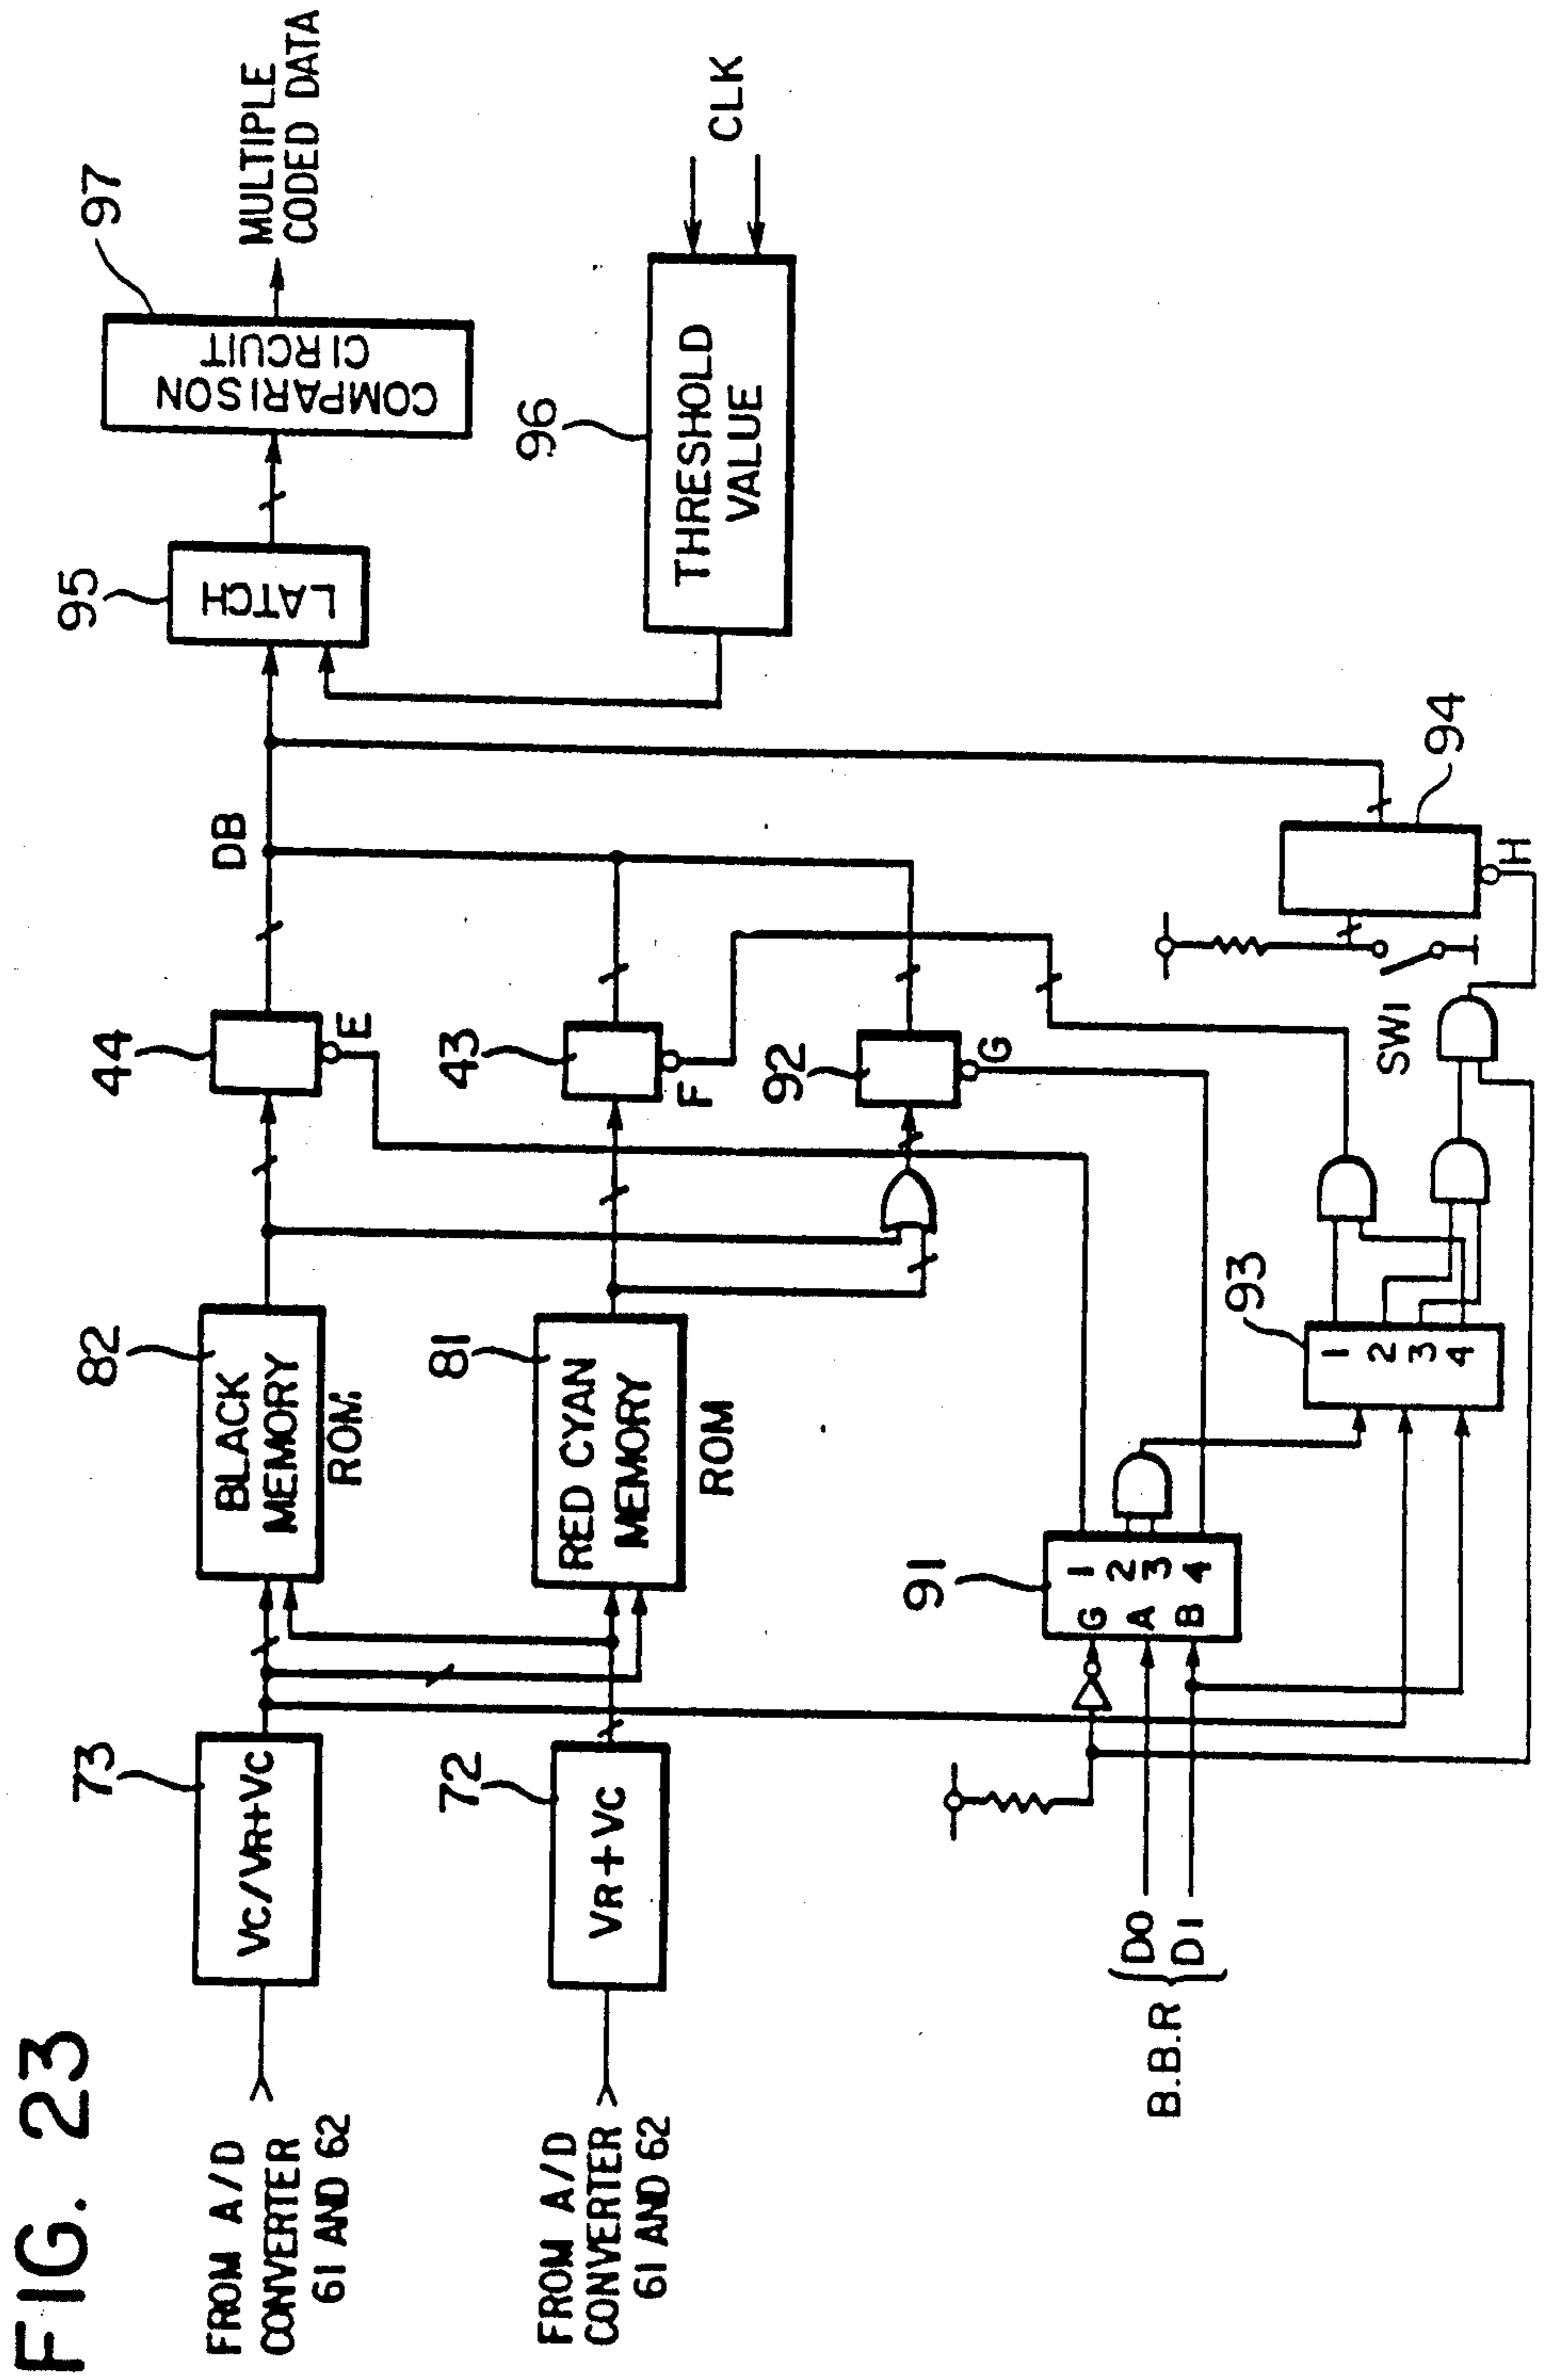 FIG. 23
FROM A/D
CONVERTER
61 AND 62
73
VC/VR+VC
82
BLACK
MEMORY
ROM
44
E
DB
95
LATCH
97
COMPARISON
CIRCUIT
MULTIPLE
CODED DATA
FROM A/D
CONVERTER
61 AND 62
72
VR+VC
81
RED CYAN
MEMORY
ROM
43
F
92
G
96
THRESHOLD
VALUE
CLK
B.B.R
D0
D1
91
G 1
A 2
3
B 4
93
1
2
3
4
SW1
94
H